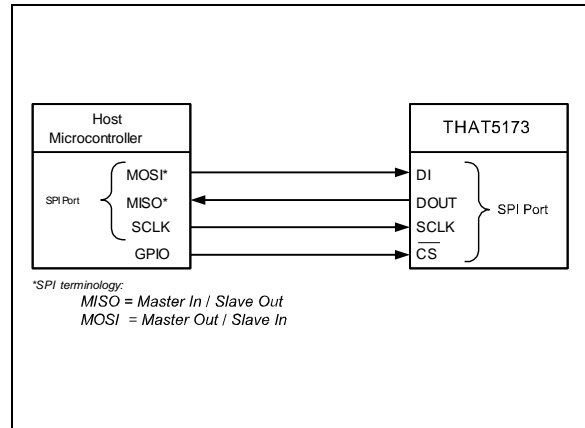 Host
Microcontroller
THAT5173
SPI Port
MOSI*
MISO*
SCLK
GPIO
DI
DOUT
SCLK
CS
SPI Port
*SPI terminology:
MISO = Master In / Slave Out
MOSI = Master Out / Slave In